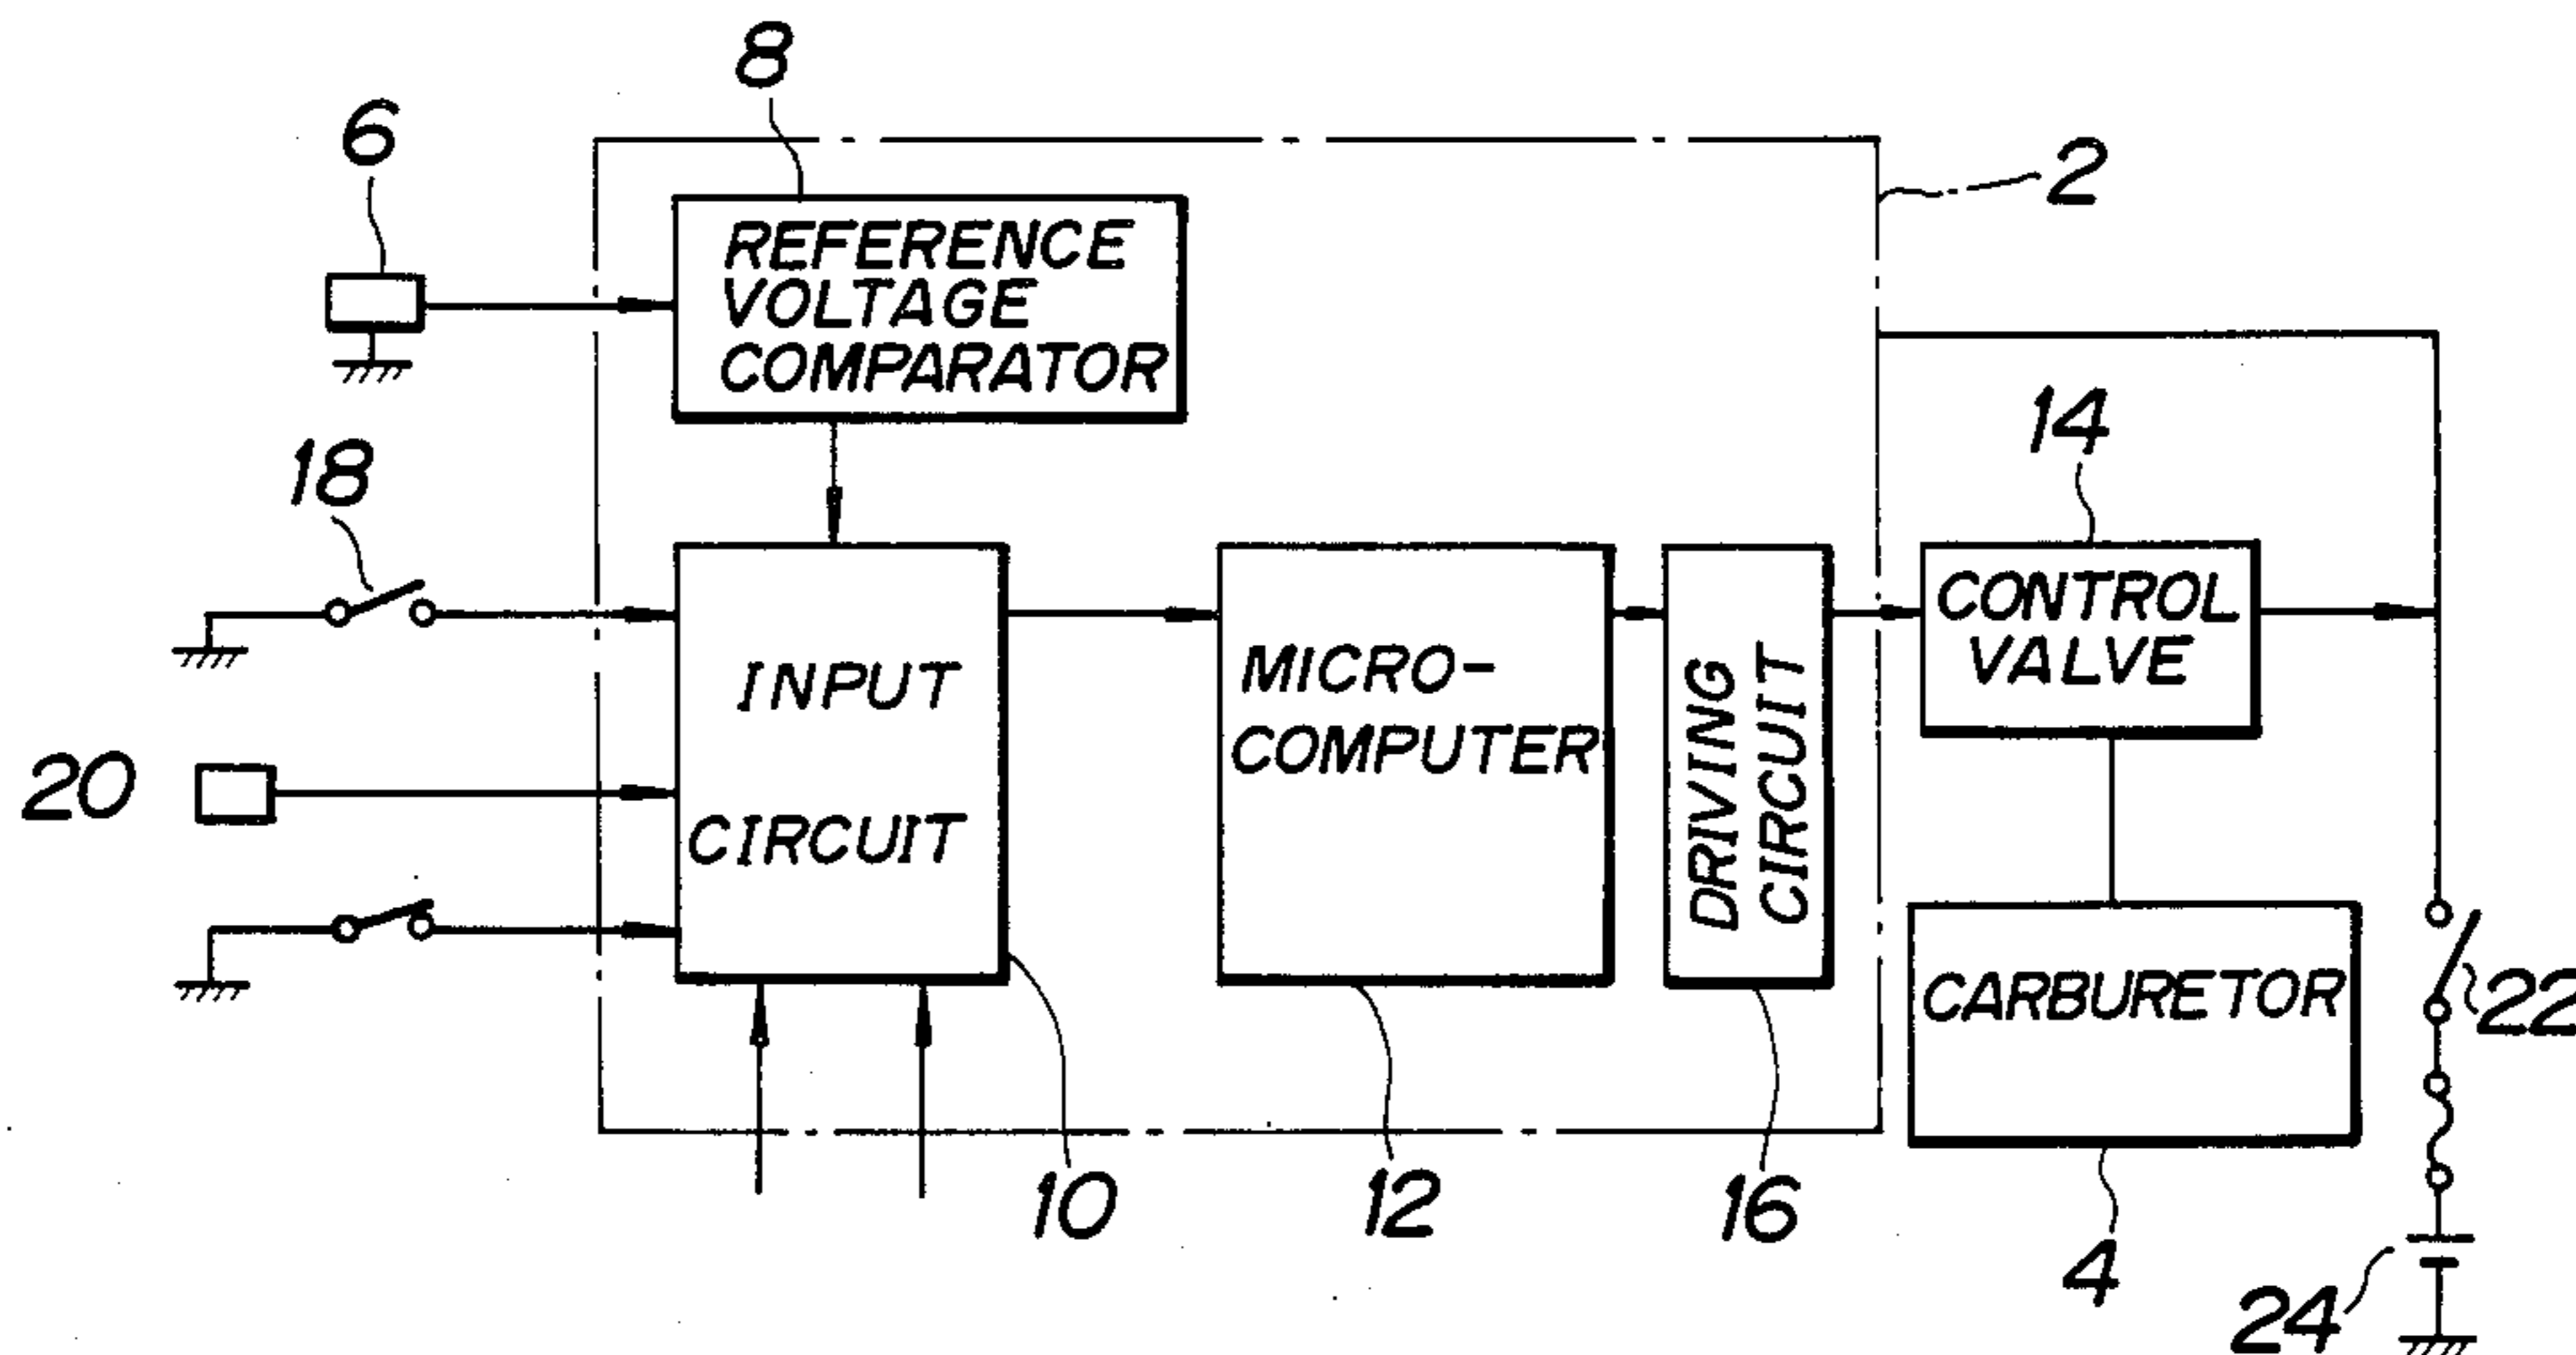 8
6
2
REFERENCE
VOLTAGE
COMPARATOR
18
14
CONTROL
VALVE
INPUT
CIRCUIT
MICRO-
COMPUTER
DRIVING
CIRCUIT
20
CARBURETOR
22
10
12
16
4
24